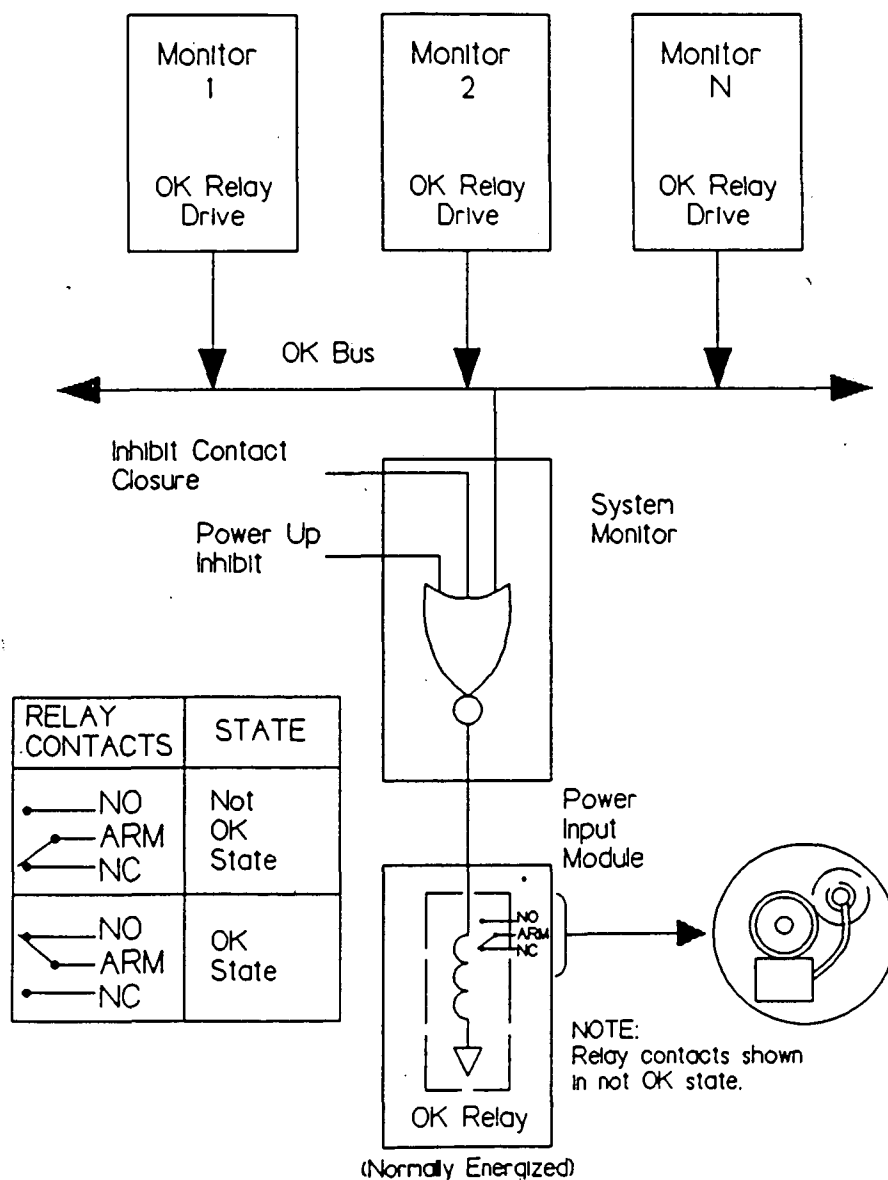 Monitor
1
OK Relay
Drive
Monitor
2
OK Relay
Drive
Monitor
N
OK Relay
Drive
OK Bus
Inhibit Contact
Closure
Power Up
Inhibit
System
Monitor
RELAY
CONTACTS
STATE
NO
ARM
NC
Not
OK
State
NO
ARM
NC
OK
State
Power
Input
Module
NO
ARM
NC
NOTE:
Relay contacts shown
in not OK state.
OK Relay
(Normally Energized)